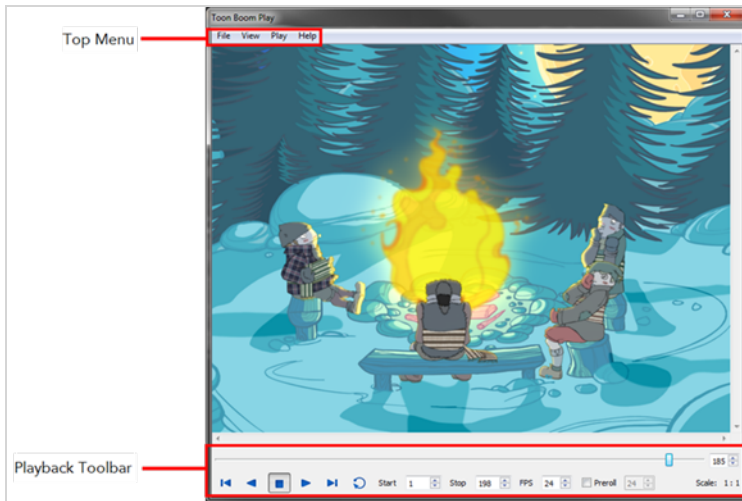 Toon Boom Play
Top Menu
File View Play Help
Playback Toolbar
185
Start 1 Stop 198 FPS 24 Preroll 24 Scale: 1:1